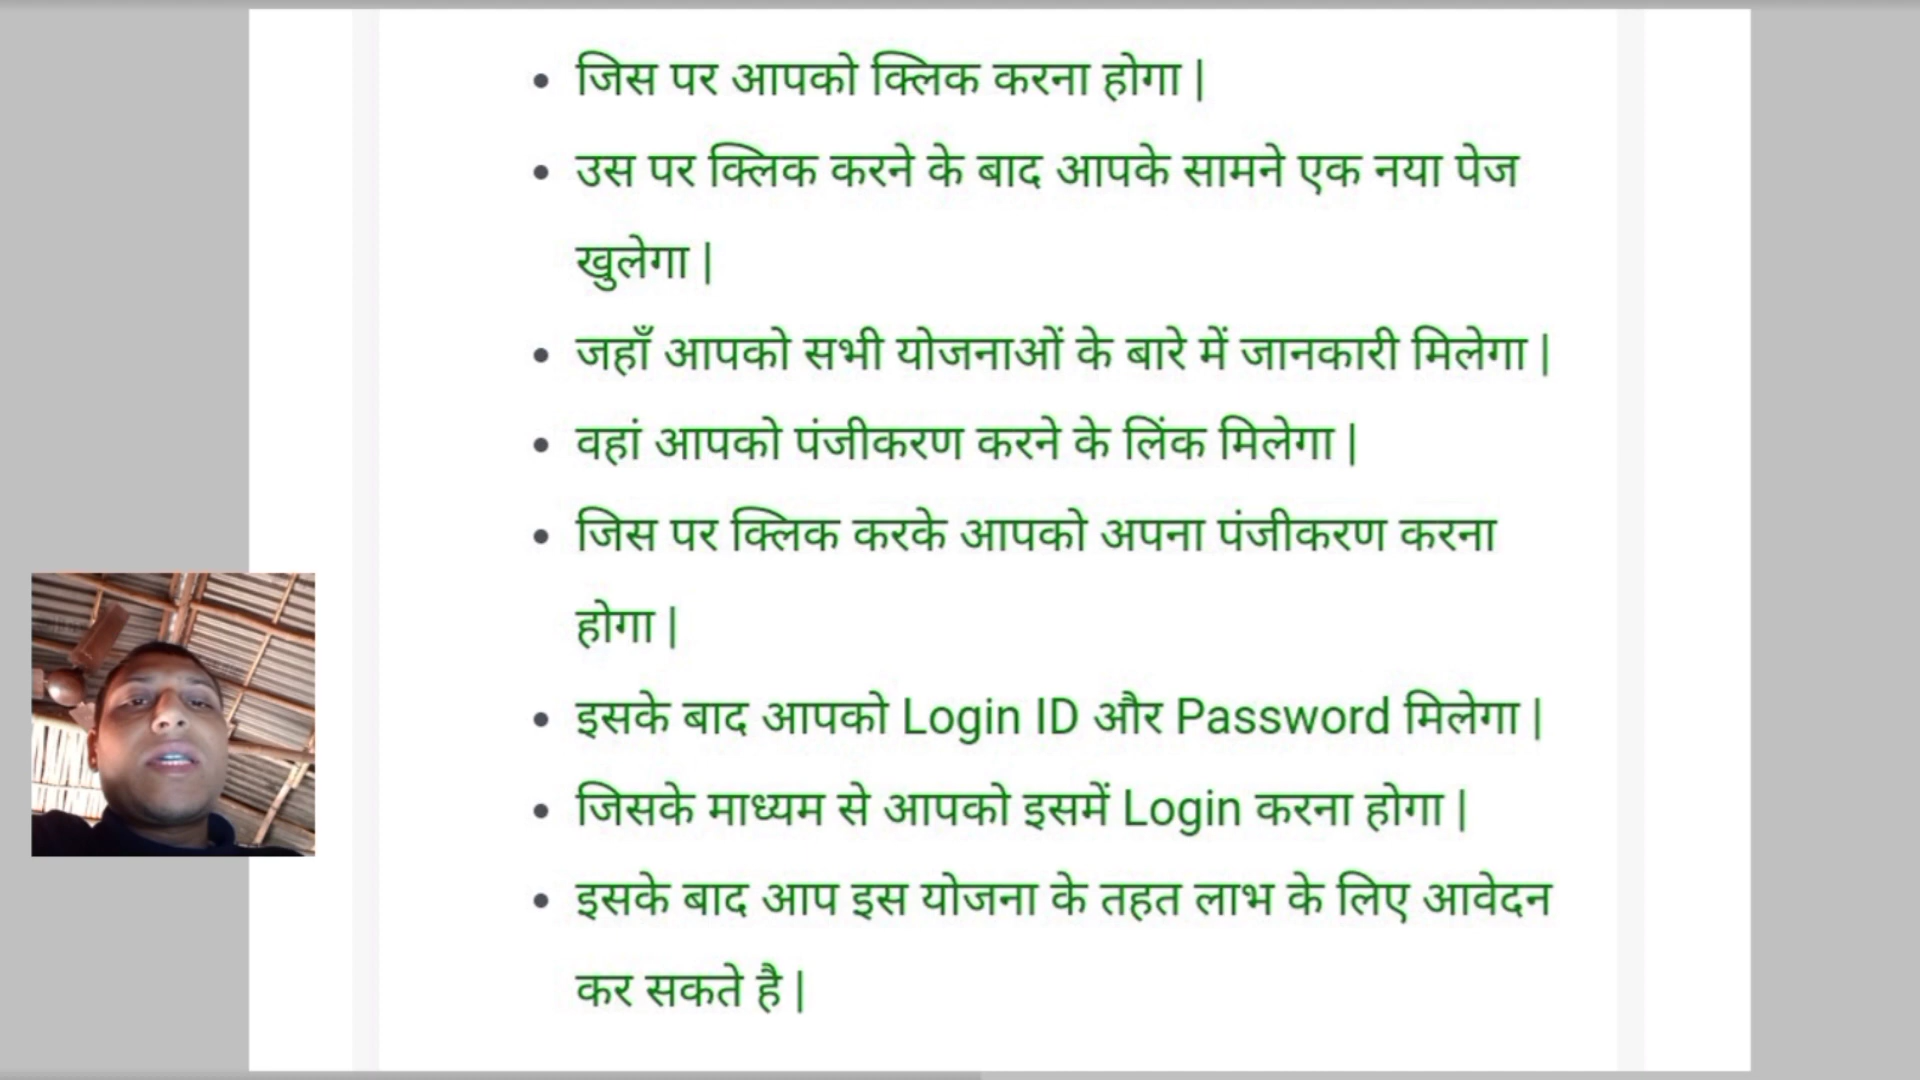 • जिस पर आपको क्लिक करना होगा |
• उस पर क्लिक करने के बाद आपके सामने एक नया पेज
खुलेगा |
• जहाँ आपको सभी योजनाओं के बारे में जानकारी मिलेगा |
• वहां आपको पंजीकरण करने के लिंक मिलेगा |
• जिस पर क्लिक करके आपको अपना पंजीकरण करना
होगा |
• इसके बाद आपको Login ID और Password मिलेगा |
• जिसके माध्यम से आपको इसमें Login करना होगा |
• इसके बाद आप इस योजना के तहत लाभ के लिए आवेदन
कर सकते है |